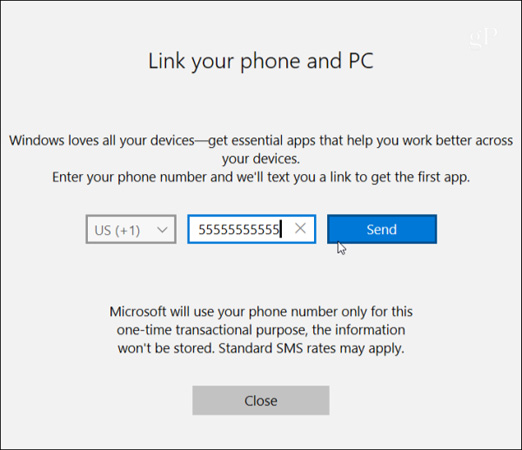 gP
Link your phone and PC
Windows loves all your devices—get essential apps that help you work better across
your devices.
Enter your phone number and we'll text you a link to get the first app.
US (+1)
55555555555
Send
Microsoft will use your phone number only for this
one-time transactional purpose, the information
won't be stored. Standard SMS rates may apply.
Close